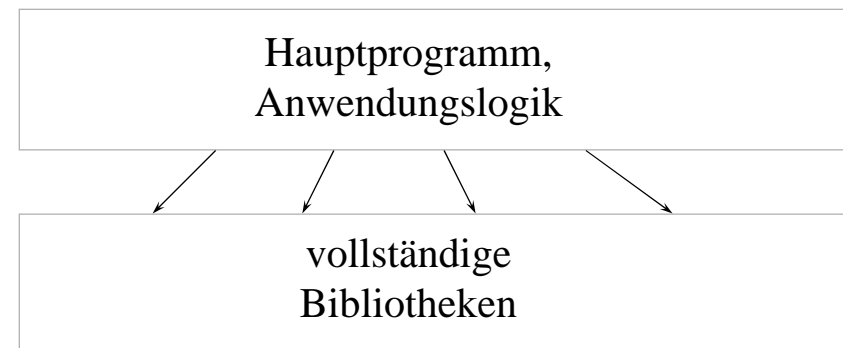 Hauptprogramm,
Anwendungslogik
vollständige
Bibliotheken